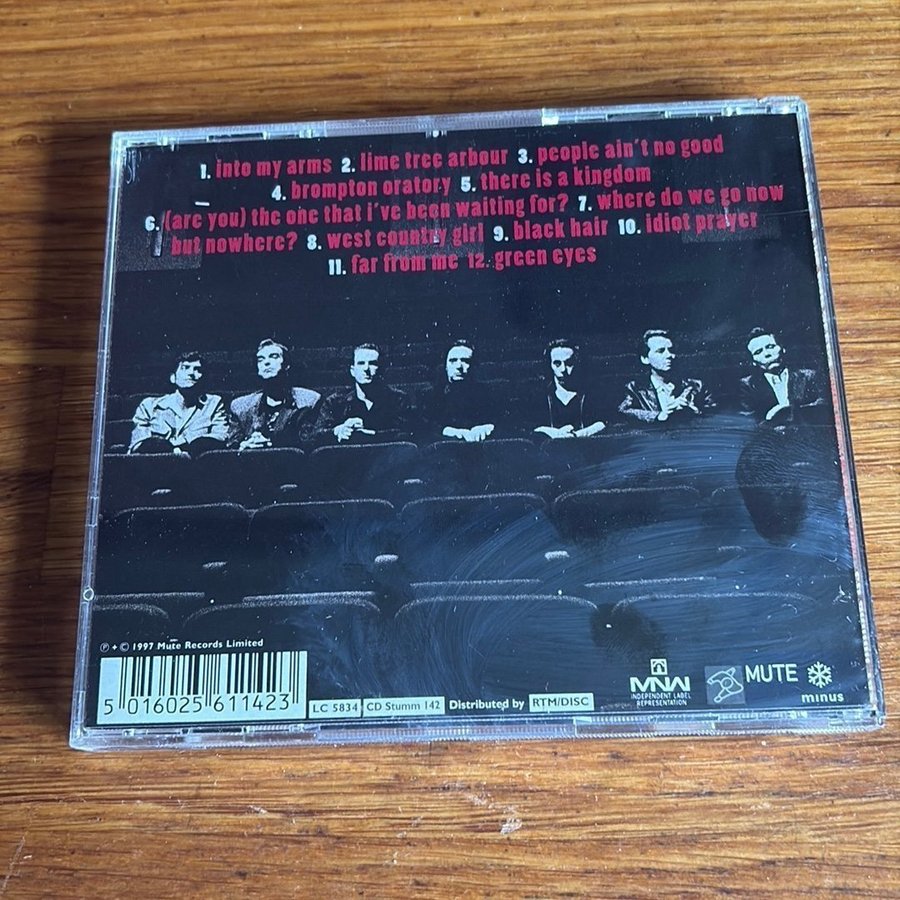 1. into my arms 2. lime tree arbour 3. people ain't no good
4. brompton oratory 5. there is a kingdom
6. (are you) the one that i've been waiting for? 7. where do we go now
but nowhere? 8. west country girl 9. black hair 10. idiot prayer
11. far from me 12. green eyes
℗ + © 1997 Mute Records Limited
5 016025 611423
LC 5834 CD Stumm 142 Distributed by RTM/DISC
MNW
INDEPENDENT LABEL
REPRESENTATION
MUTE
minus